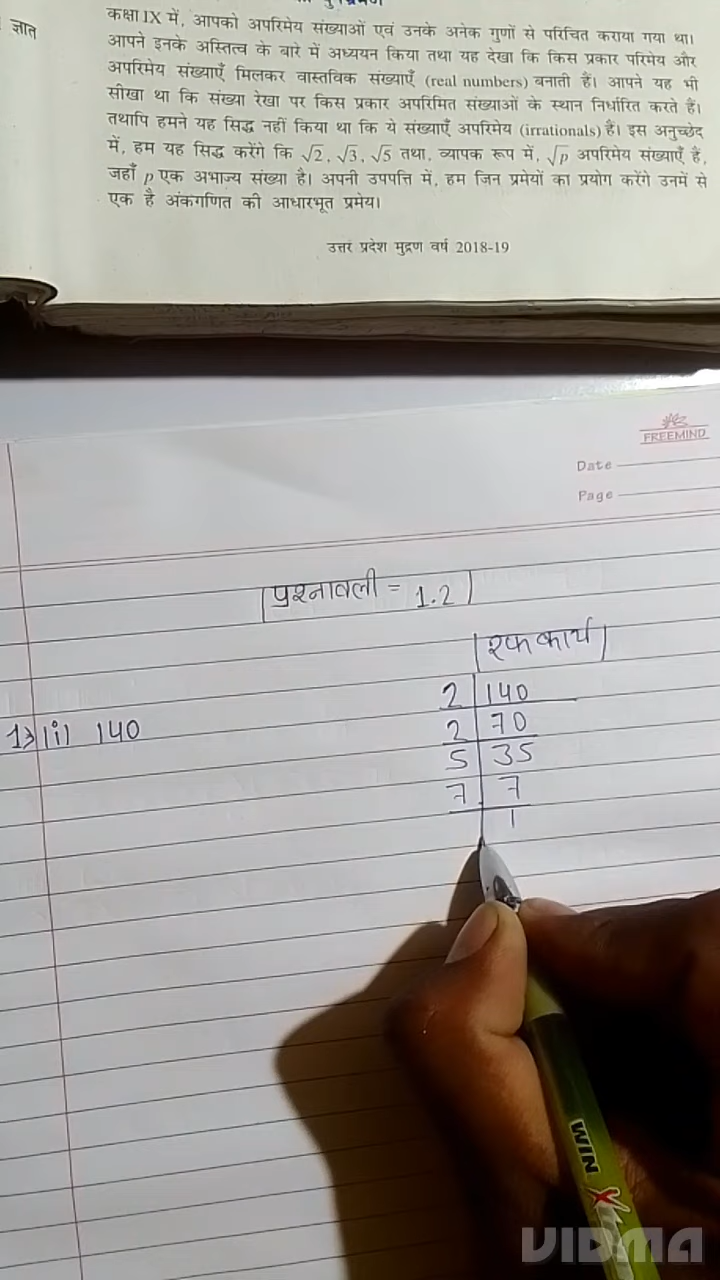 ज्ञात
कक्षा IX में, आपको अपरिमेय संख्याओं एवं उनके अनेक गुणों से परिचित कराया गया था।
आपने इनके अस्तित्व के बारे में अध्ययन किया तथा यह देखा कि किस प्रकार परिमेय और
अपरिमेय संख्याएँ मिलकर वास्तविक संख्याएँ (real numbers) बनाती हैं। आपने यह भी
सीखा था कि संख्या रेखा पर किस प्रकार अपरिमित संख्याओं के स्थान निर्धारित करते हैं।
तथापि हमने यह सिद्ध नहीं किया था कि ये संख्याएँ अपरिमेय (irrationals) हैं। इस अनुच्छेद
में, हम यह सिद्ध करेंगे कि √2, √3, √5 तथा, व्यापक रूप में, √p अपरिमेय संख्याएँ हैं,
जहाँ p एक अभाज्य संख्या है। अपनी उपपत्ति में, हम जिन प्रमेयों का प्रयोग करेंगे उनमें से
एक है अंकगणित की आधारभूत प्रमेय।
उत्तर प्रदेश मुद्रण वर्ष 2018-19
FREEMIND
Date
Page
प्रश्नावली = 1.2
रफ कार्य
2 140
1) (i) 140
2 70
5 35
7 7
1
WIN
VIDMA